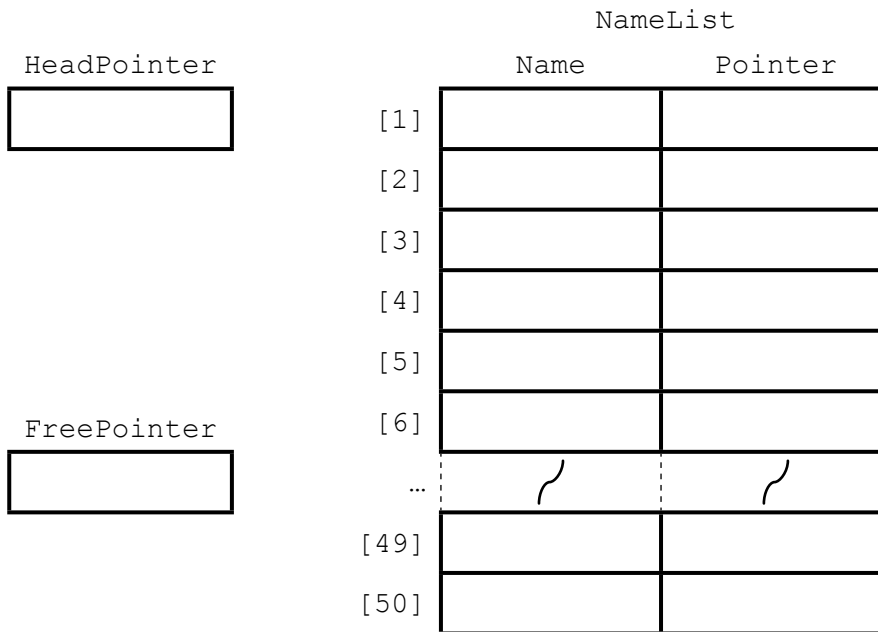 NameList
HeadPointer Name Pointer
[1]
[2]
[3]
[4]
[5]
FreePointer [6]
…
[49]
[50]